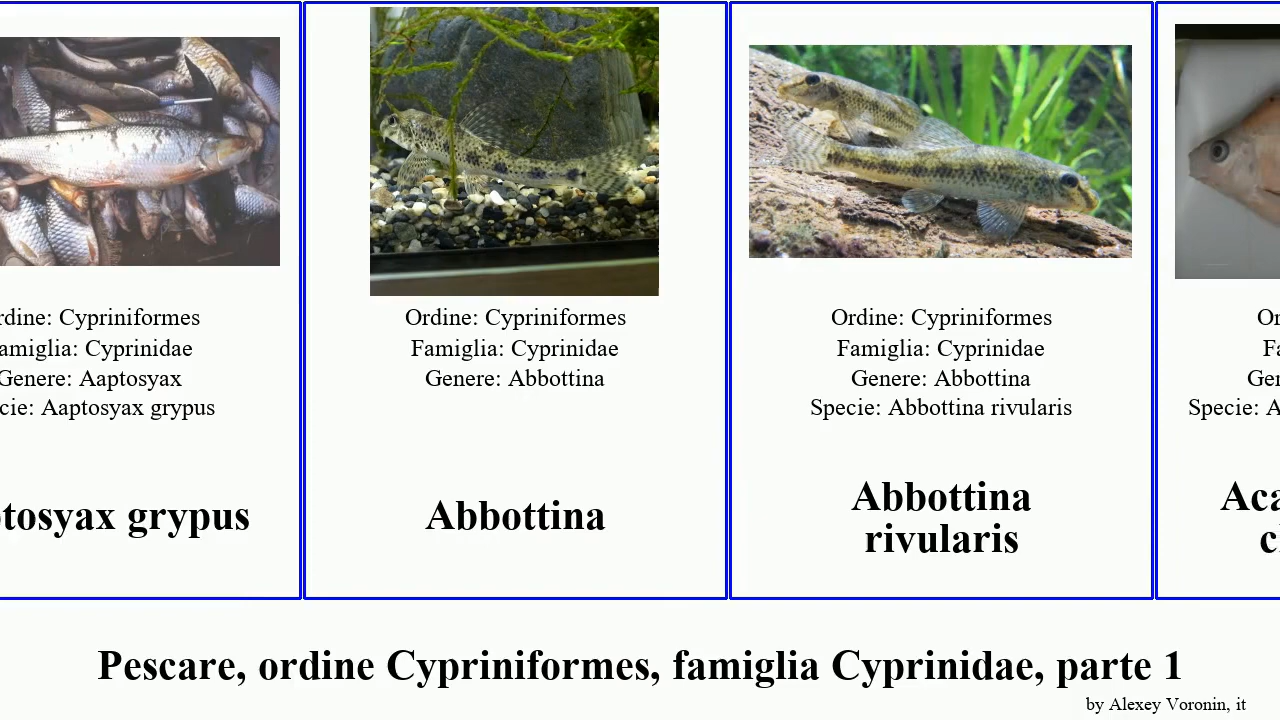 rdine: Cypriniformes
amiglia: Cyprinidae
Genere: Aaptosyax
cie: Aaptosyax grypus
tosyax grypus
Ordine: Cypriniformes
Famiglia: Cyprinidae
Genere: Abbottina
Abbottina
Ordine: Cypriniformes
Famiglia: Cyprinidae
Genere: Abbottina
Specie: Abbottina rivularis
Abbottina
rivularis
Or
Fa
Ger
Specie: A
Aca
Pescare, ordine Cypriniformes, famiglia Cyprinidae, parte 1
by Alexey Voronin, it